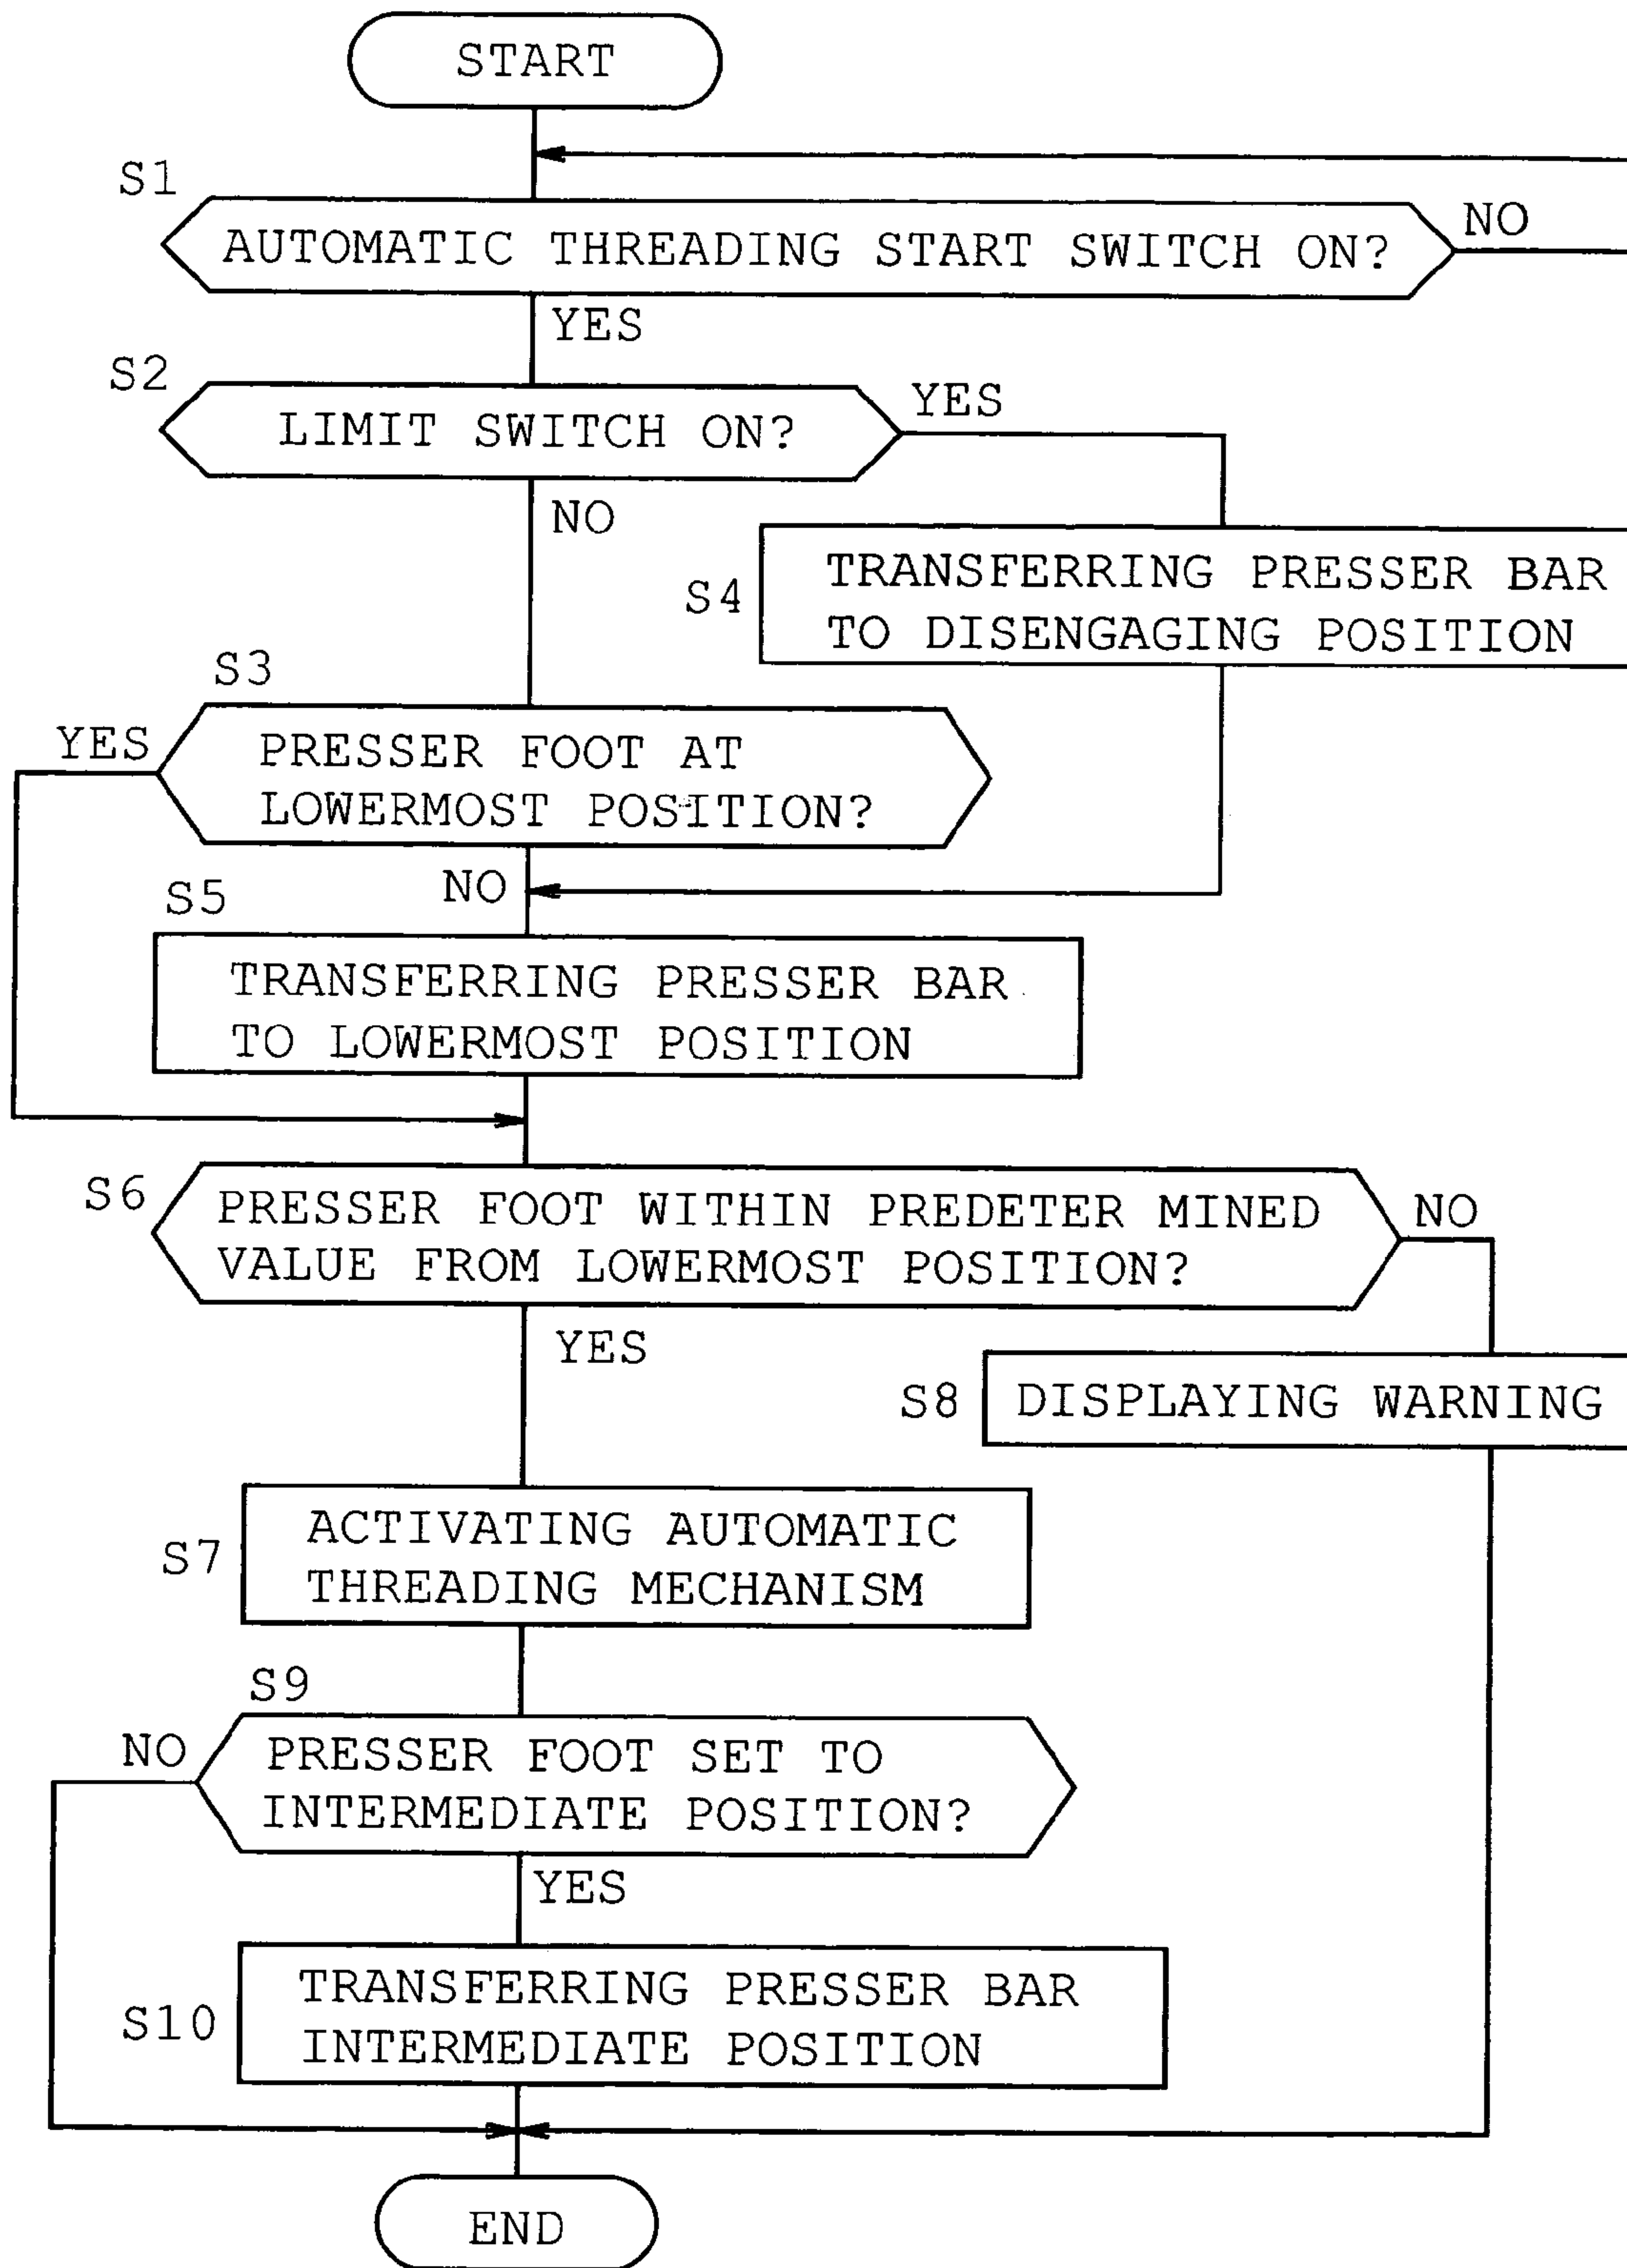 START
S1
AUTOMATIC THREADING START SWITCH ON?
NO
YES
S2
LIMIT SWITCH ON?
YES
NO
S4
TRANSFERRING PRESSER BAR
TO DISENGAGING POSITION
S3
YES
PRESSER FOOT AT
LOWERMOST POSITION?
NO
S5
TRANSFERRING PRESSER BAR
TO LOWERMOST POSITION
S6
PRESSER FOOT WITHIN PREDETER MINED
VALUE FROM LOWERMOST POSITION?
NO
YES
S8
DISPLAYING WARNING
S7
ACTIVATING AUTOMATIC
THREADING MECHANISM
S9
NO
PRESSER FOOT SET TO
INTERMEDIATE POSITION?
YES
S10
TRANSFERRING PRESSER BAR
INTERMEDIATE POSITION
END